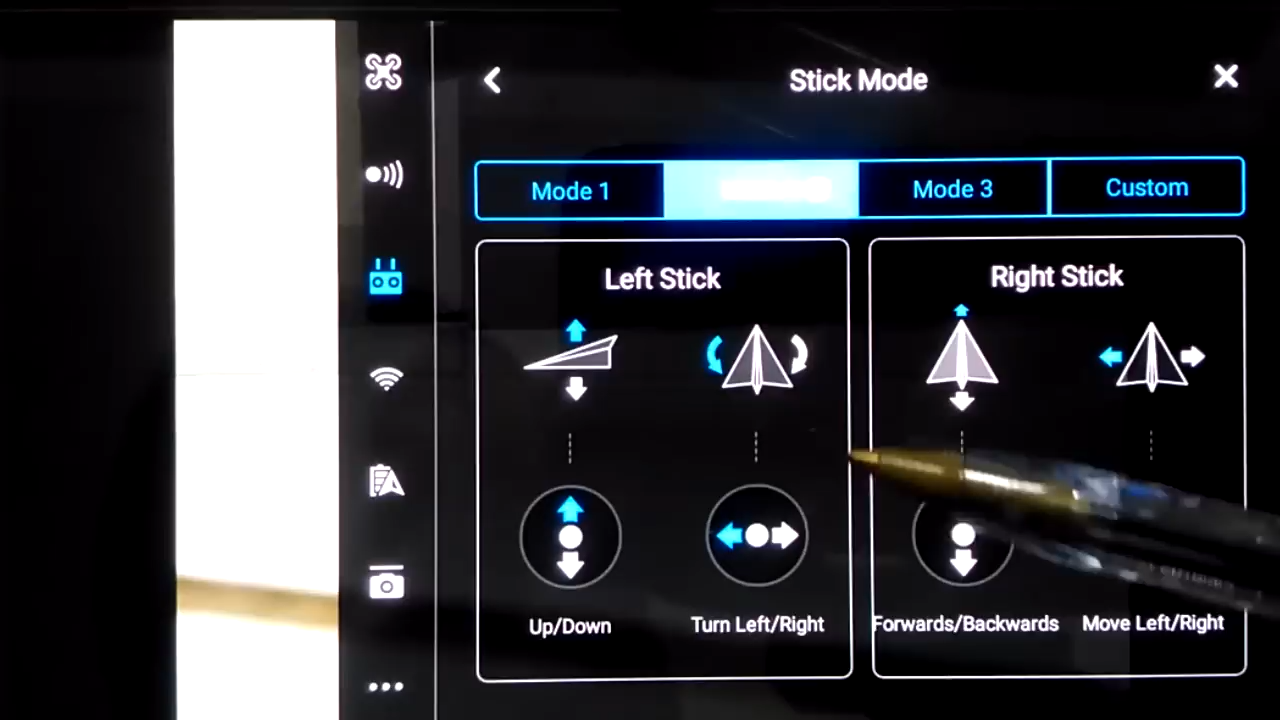 Stick Mode
Mode 1
Mode 3
Custom
Left Stick
Right Stick
Up/Down
Turn Left/Right
Forwards/Backwards
Move Left/Right